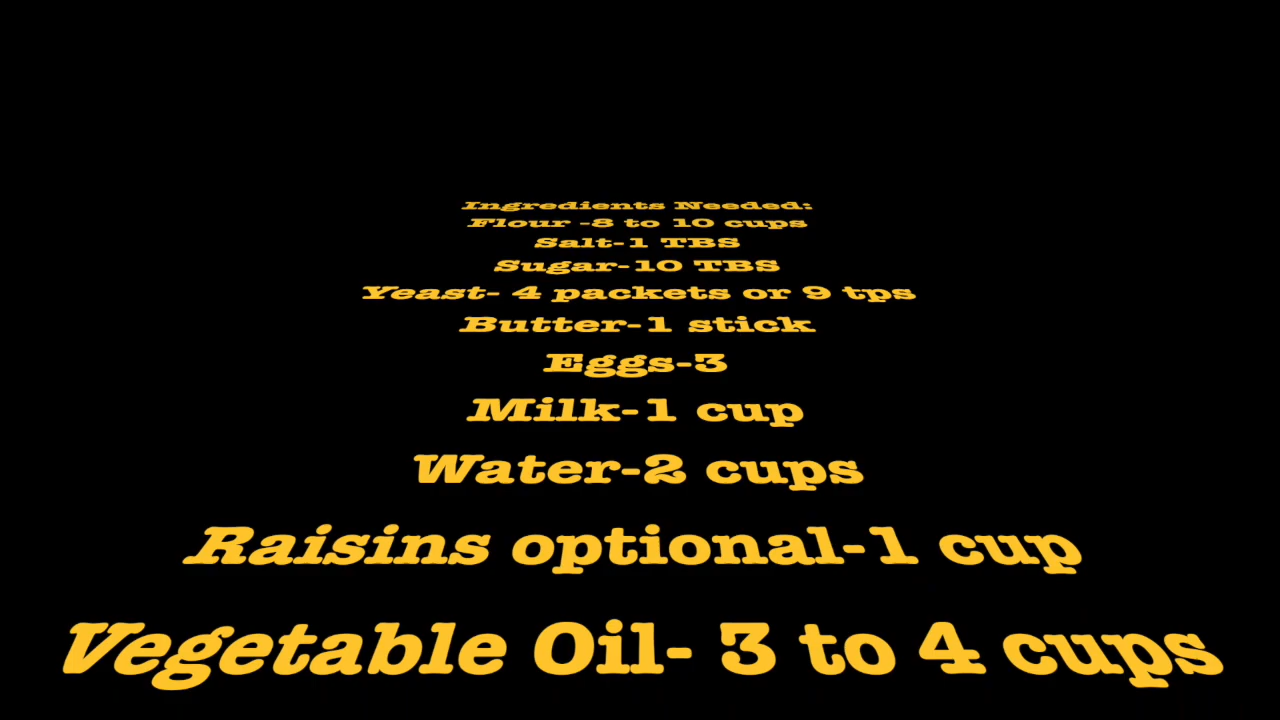 Ingredients Needed:
Flour -8 to 10 cups
Salt-1 TBS
Sugar-10 TBS
Yeast- 4 packets or 9 tps
Butter-1 stick
Eggs-3
Milk-1 cup
Water-2 cups
Raisins optional-1 cup
Vegetable Oil- 3 to 4 cups